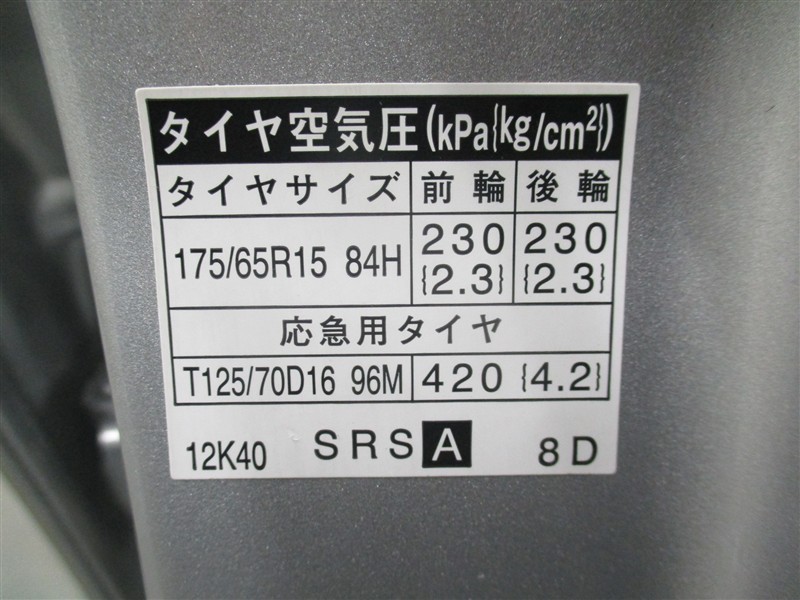 タイヤ空気圧(kPa{kg/cm²})
タイヤサイズ 前輪 後輪
175/65R15 84H 230 {2.3} 230 {2.3}
応急用タイヤ
T125/70D16 96M 420 {4.2}
12K40 SRS A 8D